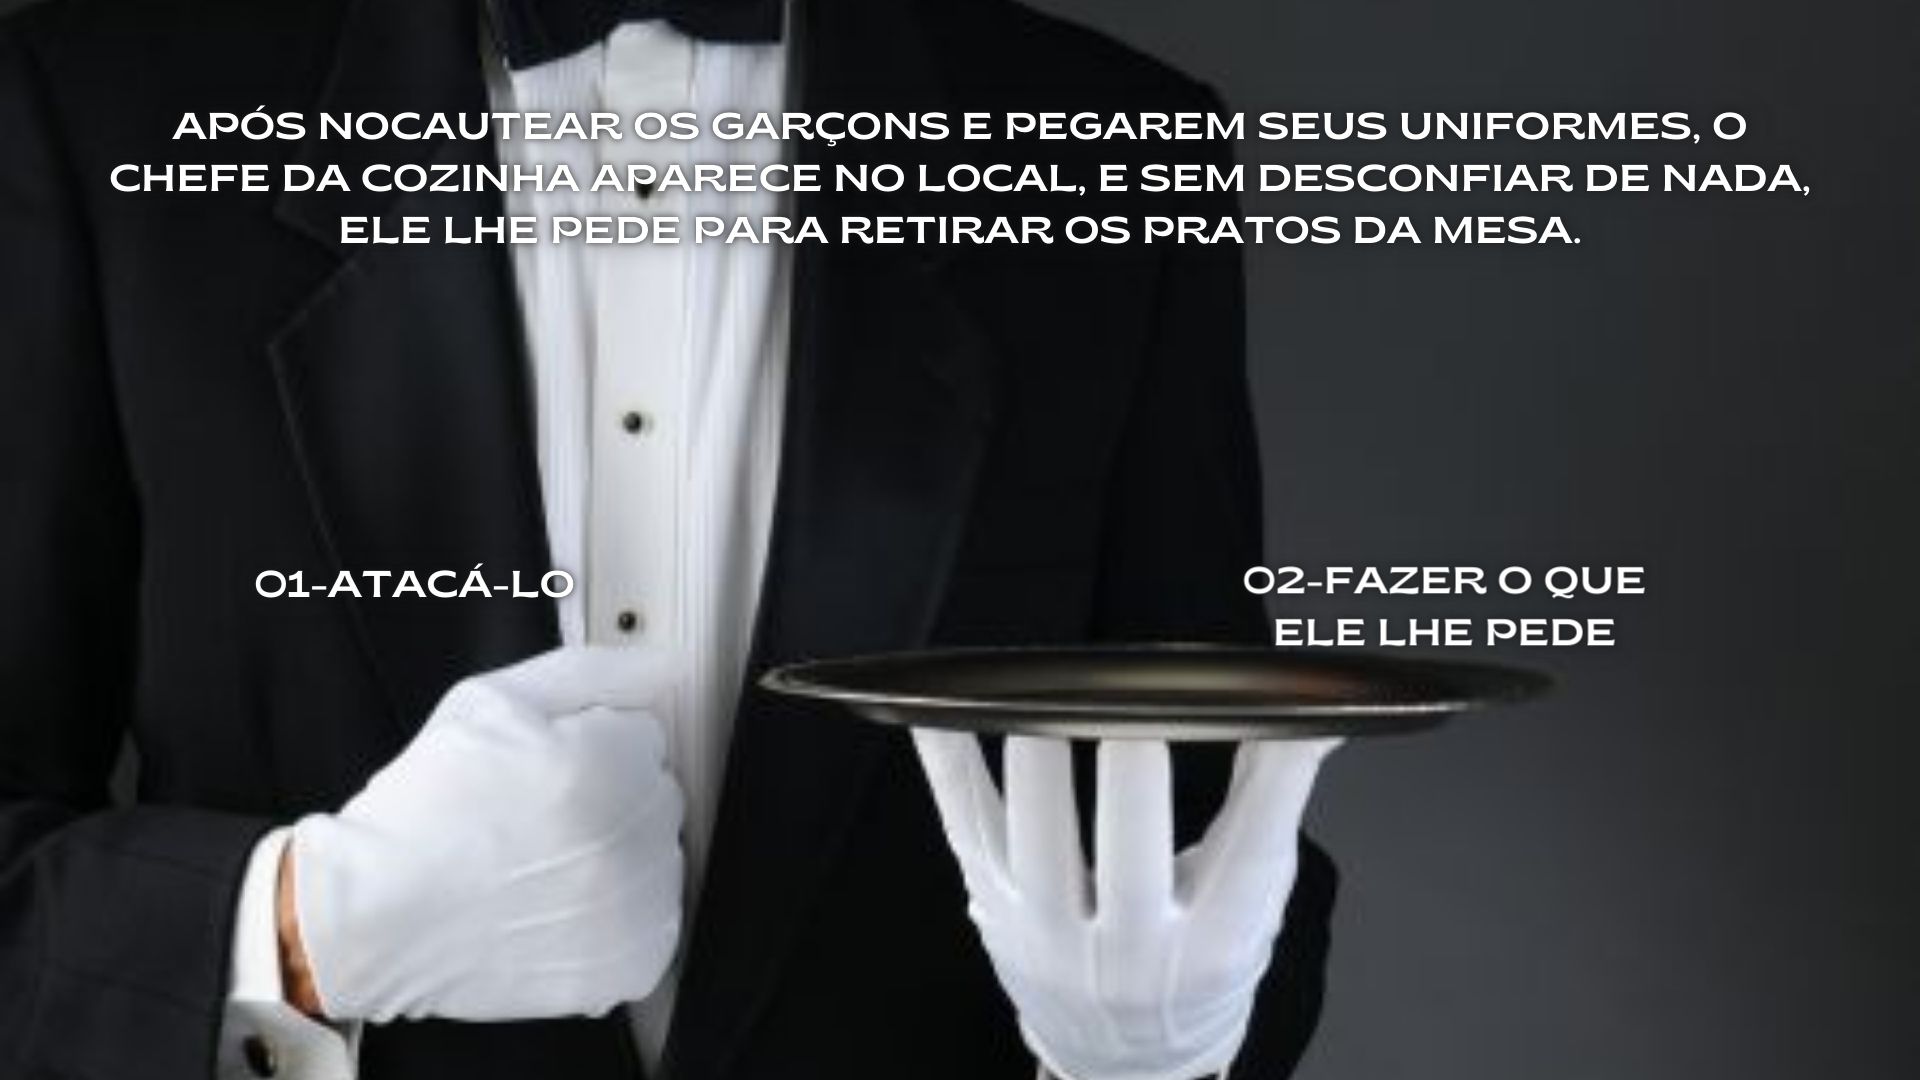 APÓS NOCAUTEAR OS GARÇONS E PEGAREM SEUS UNIFORMES, O
CHEFE DA COZINHA APARECE NO LOCAL, E SEM DESCONFIAR DE NADA,
ELE LHE PEDE PARA RETIRAR OS PRATOS DA MESA.
01-ATACÁ-LO
02-FAZER O QUE
ELE LHE PEDE